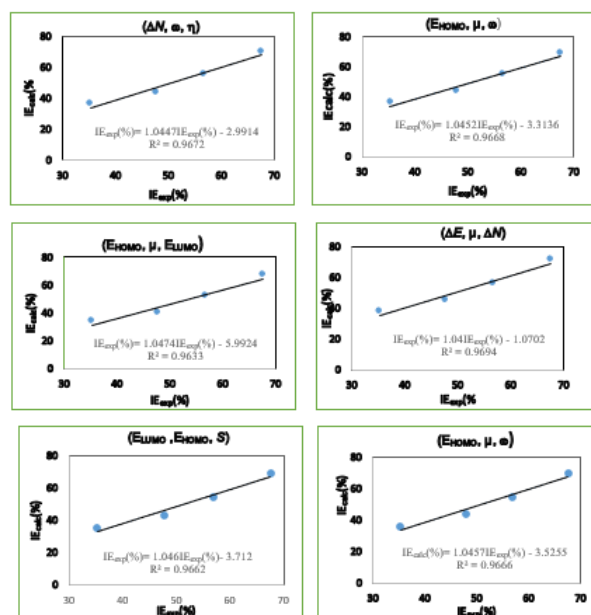 (ΔN, ω, η)
80
60
40
20
0
IEcalc(%
IEexp(%)= 1.0447IEexp(%) - 2.9914
R² = 0.9672
30 40 50 60 70
IEexp(%)
(EHOMO, μ, ω)
80
60
40
20
0
IEcalc(%)
IEexp(%)= 1.0452IEexp(%) - 3.3136
R² = 0.9668
30 40 50 60 70
IEexp(%)
(EHOMO, μ, ELUMO)
80
60
40
20
0
IEcalc(%)
IEexp(%)= 1.0474IEexp(%) - 5.9924
R² = 0.9633
30 40 50 60 70
IEexp(%)
(ΔE, μ, ΔN)
80
60
40
20
0
IEcalc(%)
IEexp(%)= 1.04IEexp(%) - 1.0702
R² = 0.9694
30 40 50 60 70
IEexp(%
(ELUMO ,EHOMO, S)
80
60
40
20
0
IEcalc(%)
IEexp(%)= 1.046IEexp(%)- 3.712
R² = 0.9662
30 40 50 60 70
IEexp(%)
(EHOMO, μ, ω)
80
60
40
20
0
IEcalc(%)
IEcalc(%)= 1.0457IEexp(%)- 3.5255
R² = 0.9666
30 40 50 60 70
IEexp(%)